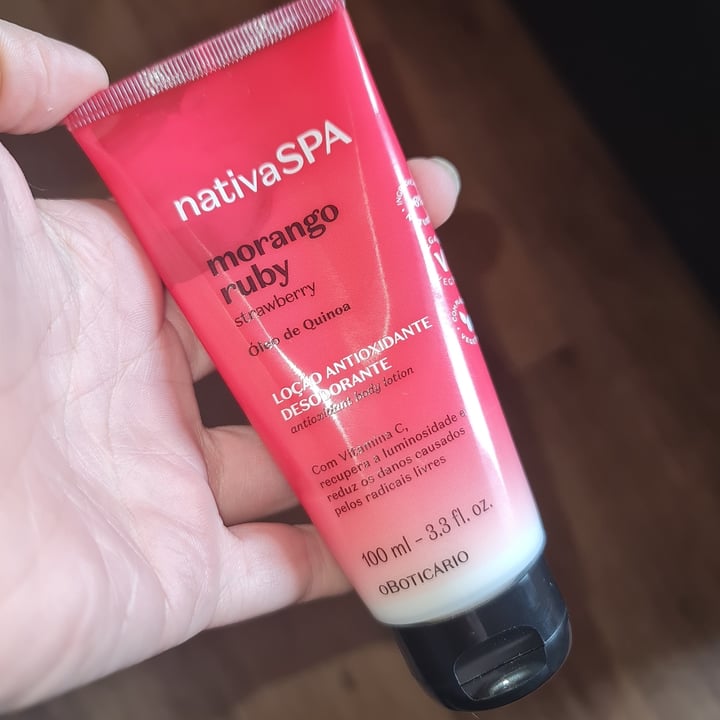 nativaSPA
morango
ruby
strawberry
Óleo de Quinoa
LOÇÃO ANTIOXIDANTE
DESODORANTE
antioxidant body lotion
Com Vitamina C,
recupera a luminosidade e
reduz os danos causados
pelos radicais livres
100 ml - 3.3 fl. oz.
oBOTICÁRIO